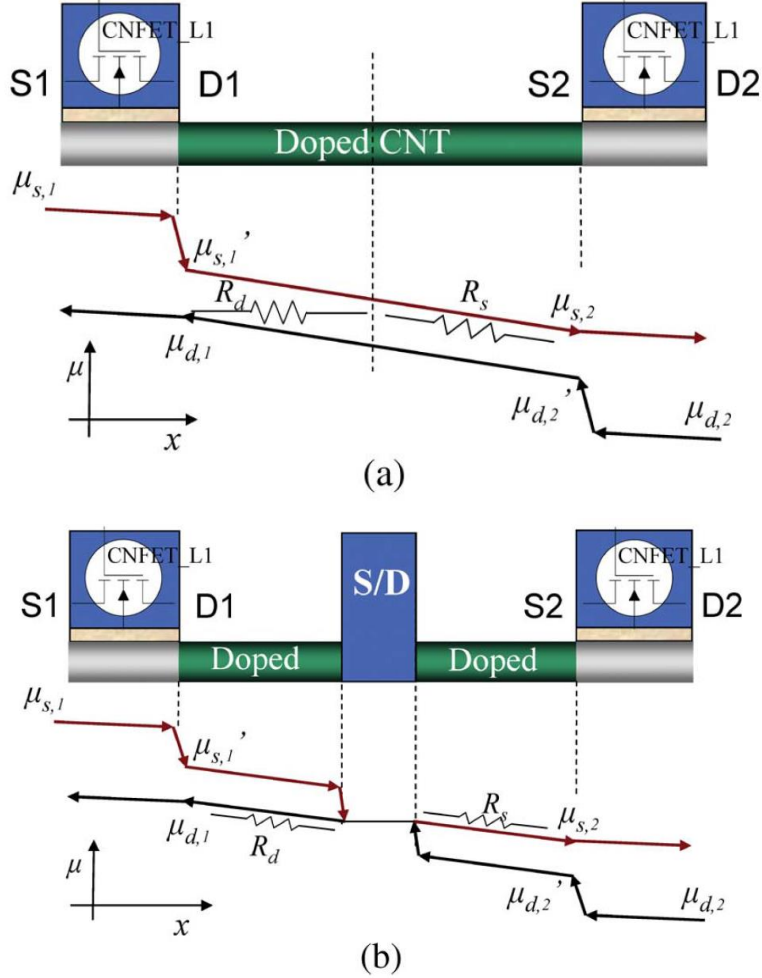 CNFET_L1 CNFET_L1
S1 D1 S2 D2
Doped CNT
μs,1
μs,1’
Rd Rs μs,2
μd,1
μ μd,2’ μd,2
x
(a)
CNFET_L1 S/D CNFET_L1
S1 D1 S2 D2
Doped Doped
μs,1
μs,1’
Rs μs,2
μd,1 Rd
μ μd,2’ μd,2
x
(b)